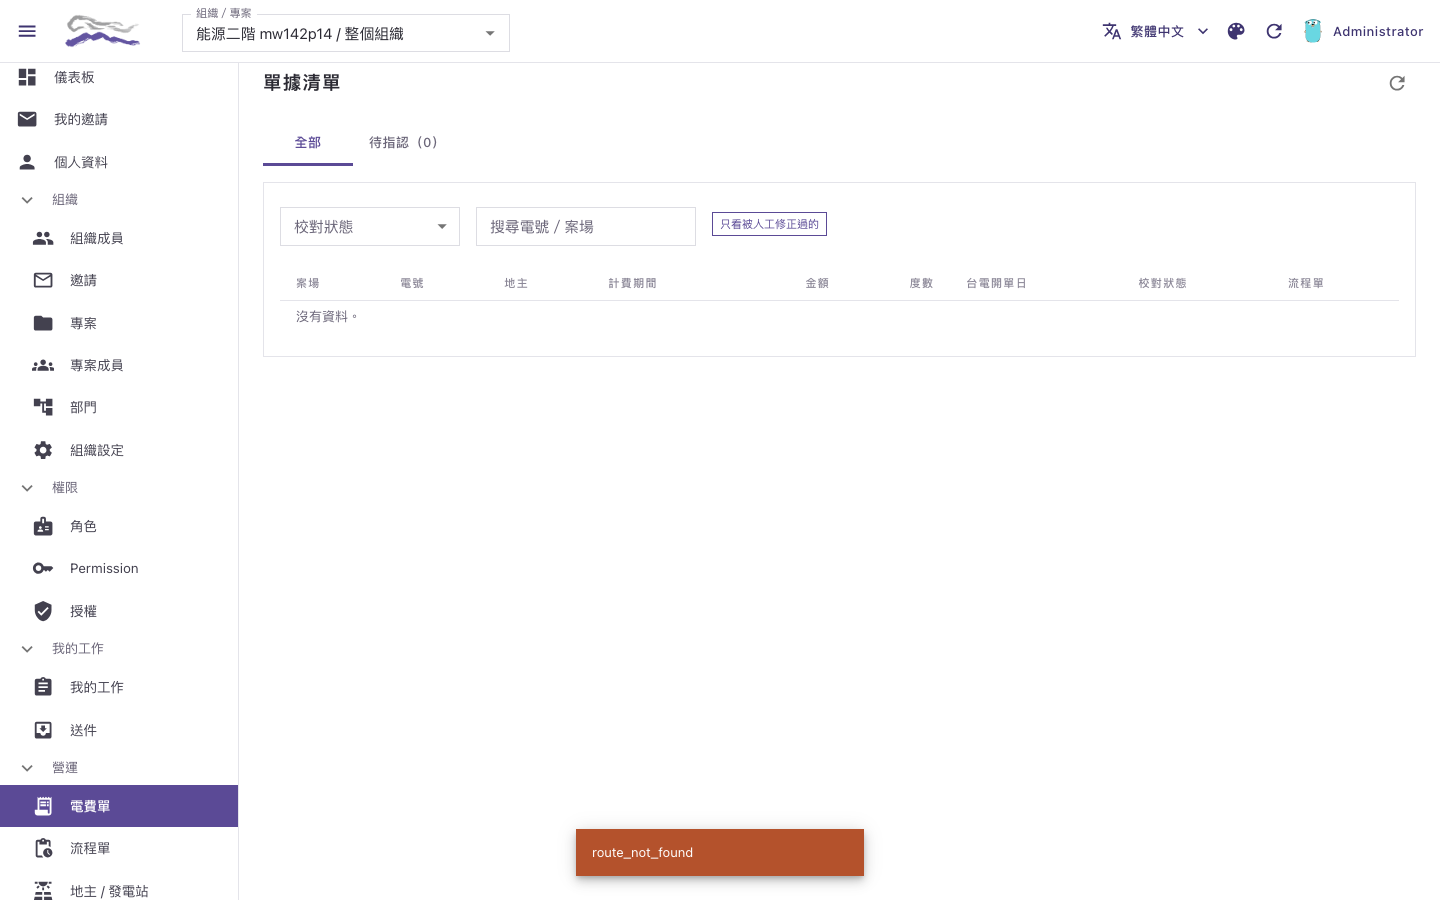 組織 / 專案
能源二階 mw142p14 / 整個組織
繁體中文
Administrator
儀表板
我的邀請
個人資料
組織
組織成員
邀請
專案
專案成員
部門
組織設定
權限
角色
Permission
授權
我的工作
我的工作
送件
營運
電費單
流程單
地主 / 發電站
單據清單
全部
待指認 (0)
校對狀態
搜尋電號 / 案場
只看被人工修正過的
案場 電號 地主 計費期間 金額 度數 台電開單日 校對狀態 流程單
沒有資料。
route_not_found